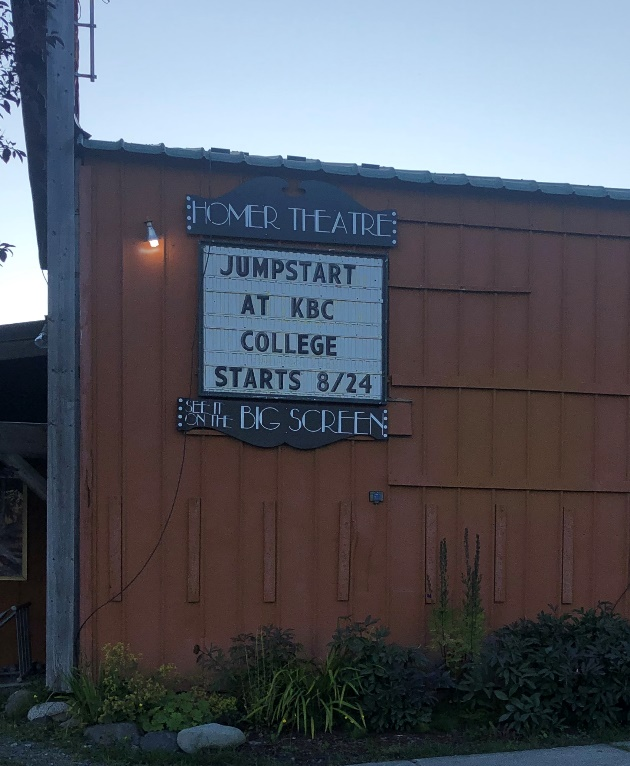 HOMER THEATRE
JUMPSTART
AT KBC
COLLEGE
STARTS 8/24
SEE IT
ON THE BIG SCREEN